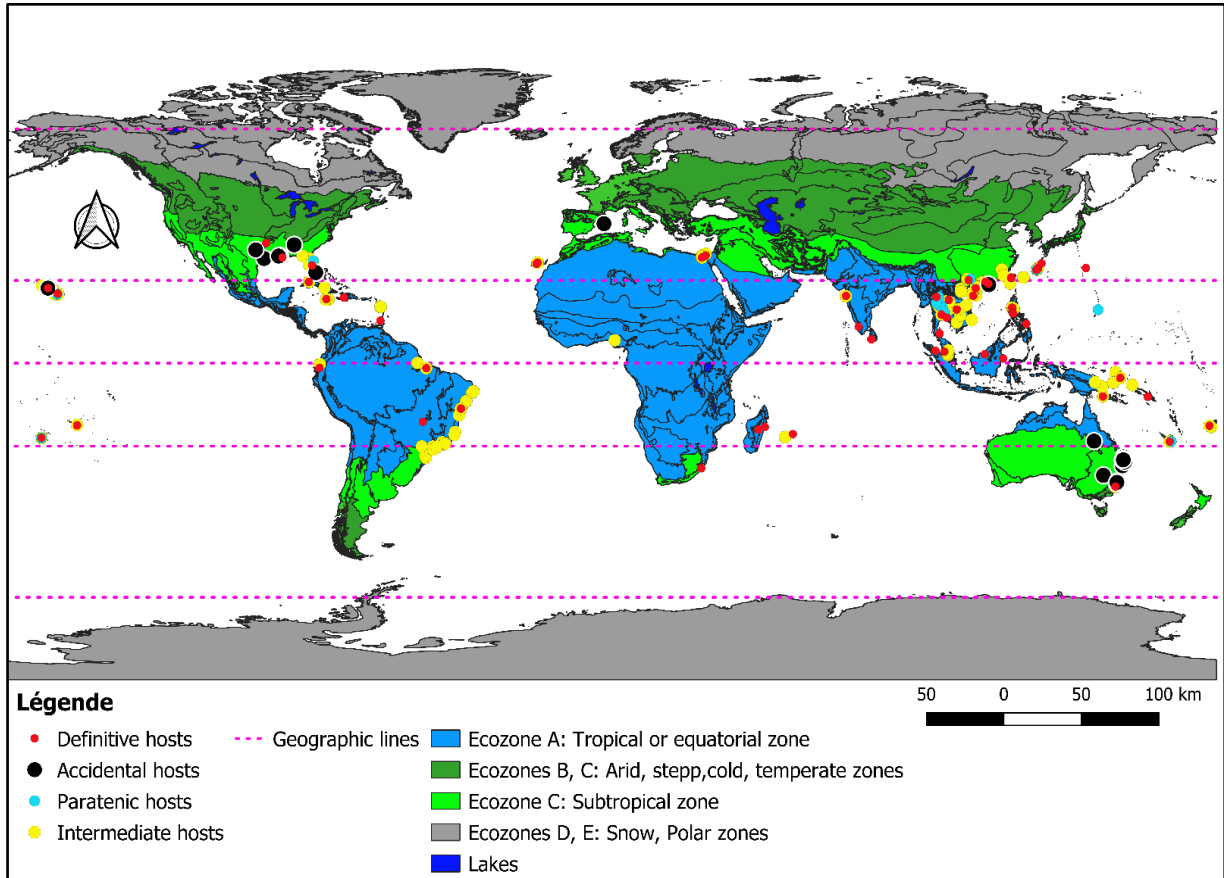 Légende
50 0 50 100 km
Definitive hosts
Accidental hosts
Paratenic hosts
Intermediate hosts
Geographic lines
Ecozone A: Tropical or equatorial zone
Ecozones B, C: Arid, stepp,cold, temperate zones
Ecozone C: Subtropical zone
Ecozones D, E: Snow, Polar zones
Lakes